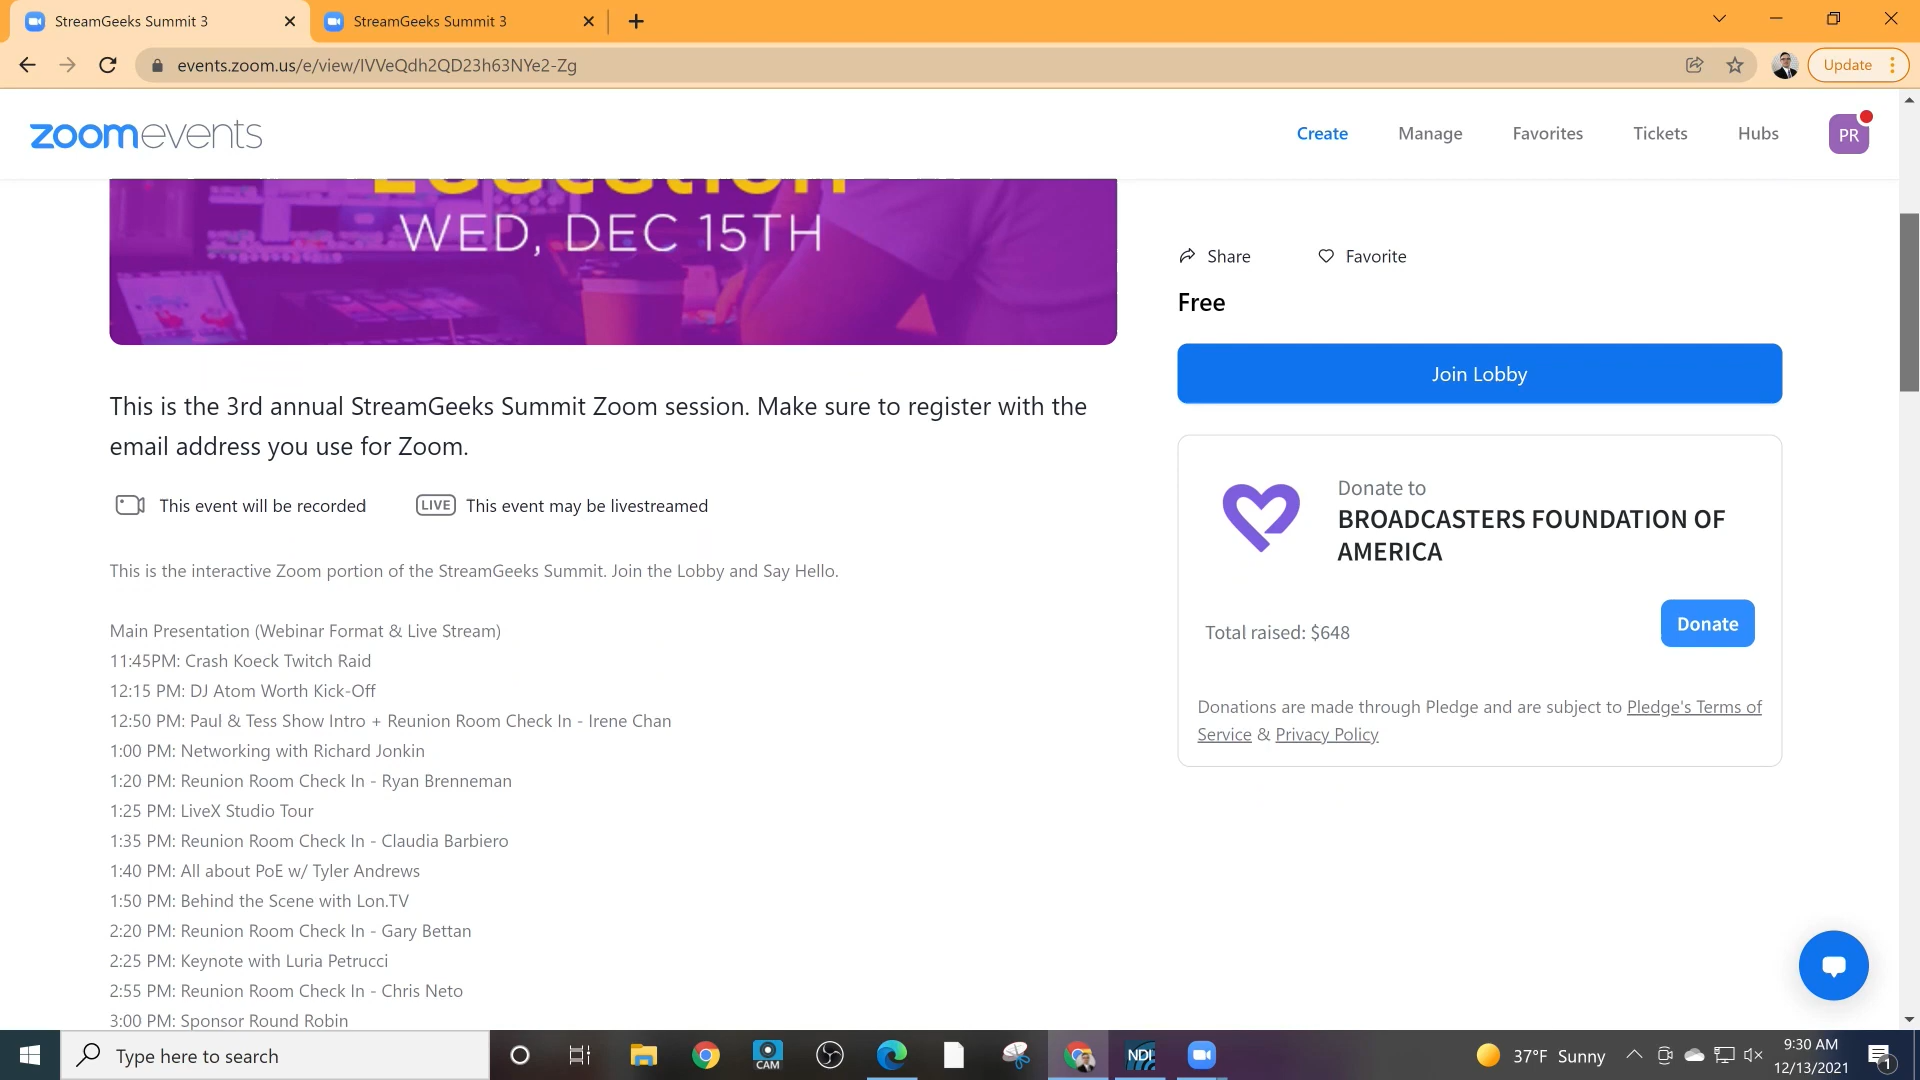 StreamGeeks Summit 3
StreamGeeks Summit 3
events.zoom.us/e/view/IVVeQdh2QD23h63NYe2-Zg
Update
zoomevents
Create
Manage
Favorites
Tickets
Hubs
PR
Education
WED, DEC 15TH
Share
Favorite
Free
Join Lobby
This is the 3rd annual StreamGeeks Summit Zoom session. Make sure to register with the
email address you use for Zoom.
This event will be recorded
LIVE This event may be livestreamed
This is the interactive Zoom portion of the StreamGeeks Summit. Join the Lobby and Say Hello.
Main Presentation (Webinar Format & Live Stream)
11:45PM: Crash Koeck Twitch Raid
12:15 PM: DJ Atom Worth Kick-Off
12:50 PM: Paul & Tess Show Intro + Reunion Room Check In - Irene Chan
1:00 PM: Networking with Richard Jonkin
1:20 PM: Reunion Room Check In - Ryan Brenneman
1:25 PM: LiveX Studio Tour
1:35 PM: Reunion Room Check In - Claudia Barbiero
1:40 PM: All about PoE w/ Tyler Andrews
1:50 PM: Behind the Scene with Lon.TV
2:20 PM: Reunion Room Check In - Gary Bettan
2:25 PM: Keynote with Luria Petrucci
2:55 PM: Reunion Room Check In - Chris Neto
3:00 PM: Sponsor Round Robin
Donate to
BROADCASTERS FOUNDATION OF
AMERICA
Total raised: $648
Donate
Donations are made through Pledge and are subject to Pledge's Terms of
Service & Privacy Policy
Type here to search
CAM
NDI
37°F Sunny
9:30 AM
12/13/2021
1